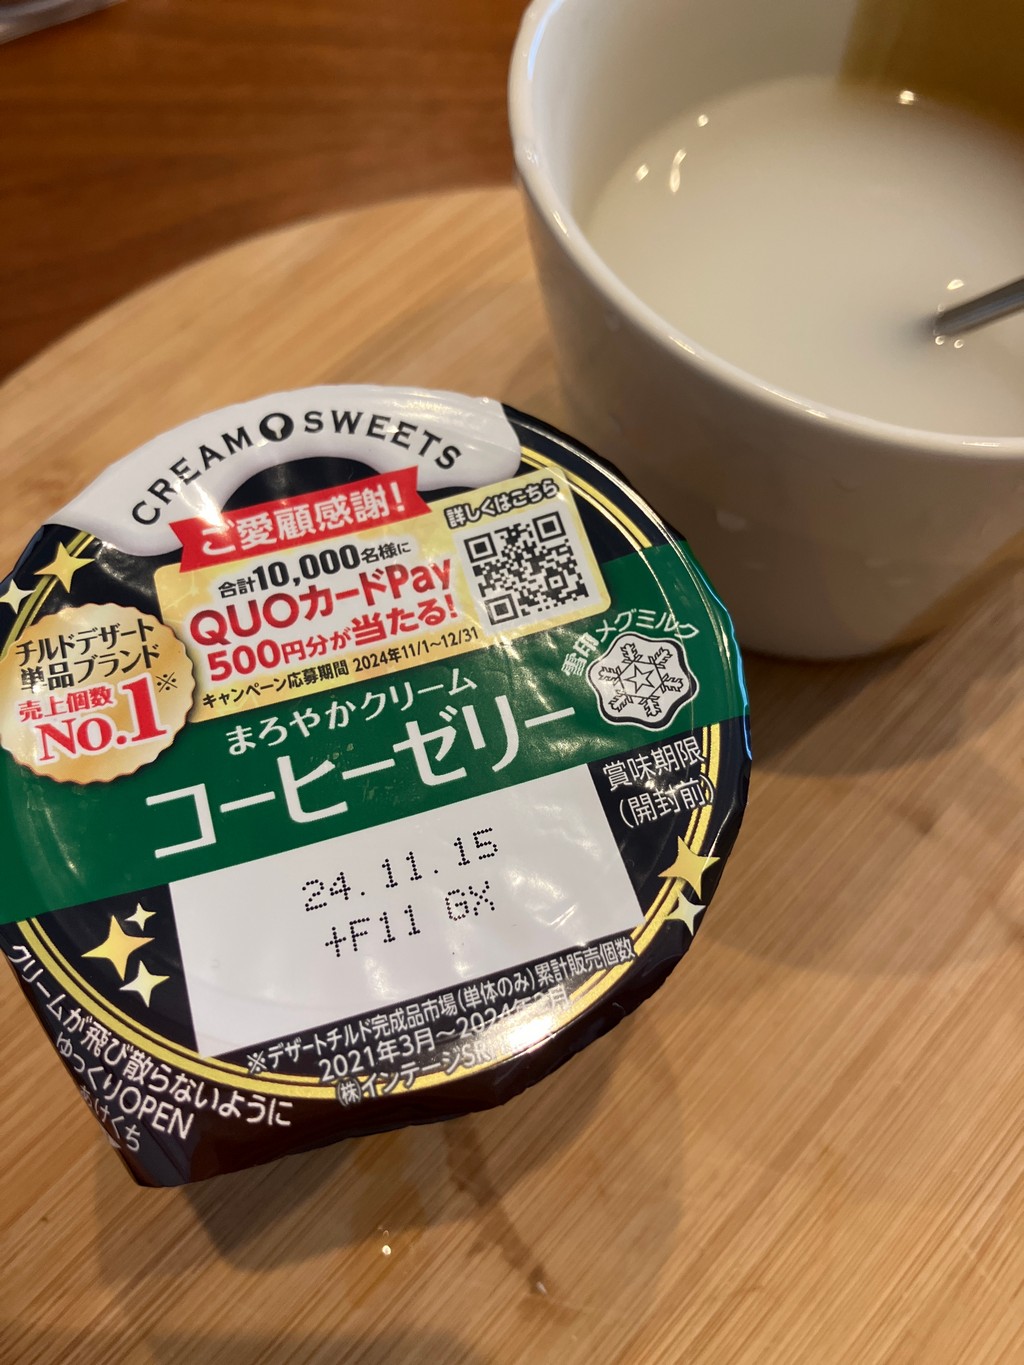 CREAM SWEETS
ご愛顧感謝!
詳しくはこちら
合計10,000名様に
QUOカードPay
500円分が当たる!
キャンペーン応募期間 2024年11/1~12/31
チルドデザート
単品ブランド
売上個数※
No.1
雪印メグミルク
まろやかクリーム
コーヒーゼリー
賞味期限
(開封前)
24.11.15
+F11 GX
※デザートチルド完成品市場(単体のみ)累計販売個数
2021年3月~2024年
㈱インテージSR
クリームが飛び散らないように
ゆっくりOPEN
あけくち